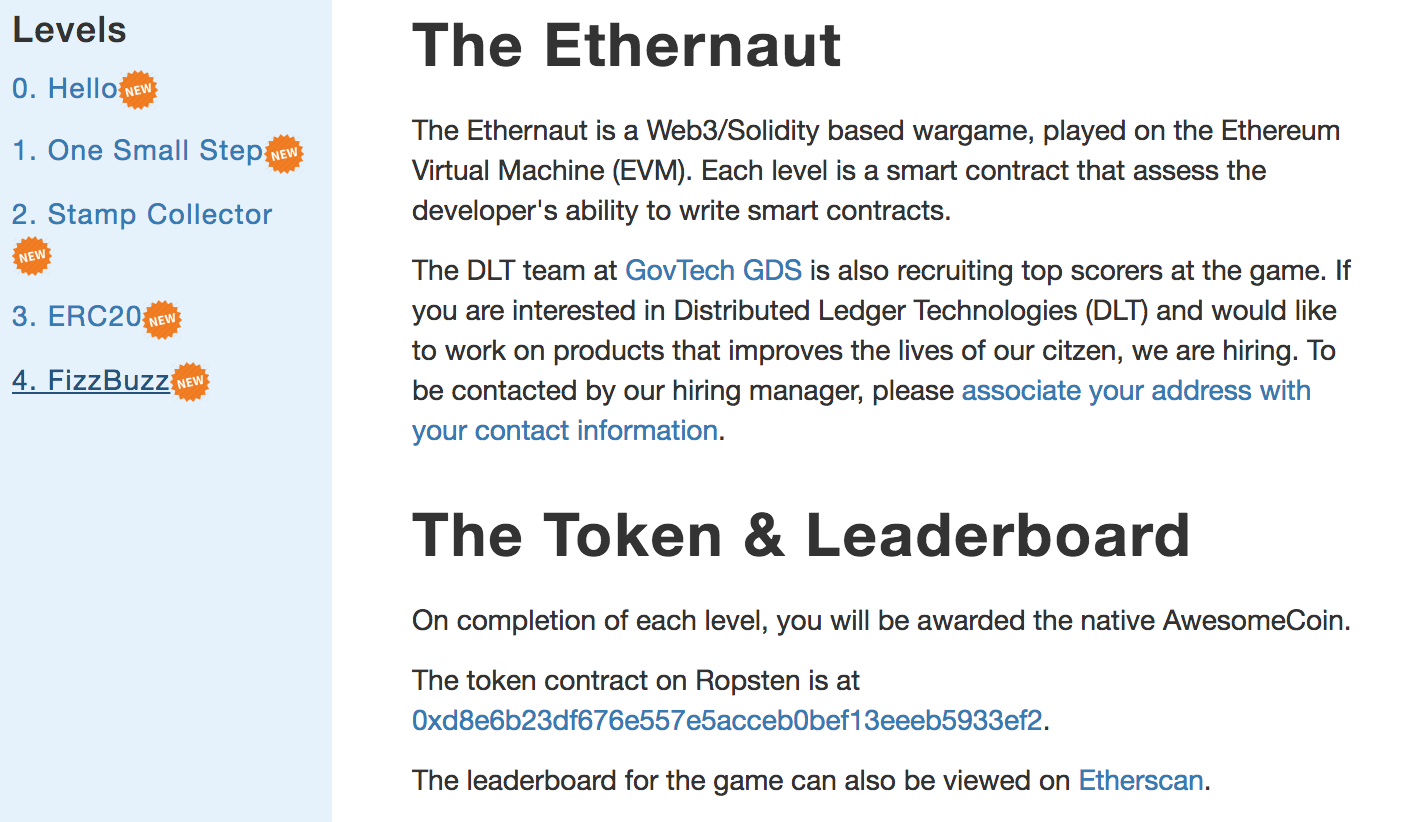 Levels
0. Hello NEW
1. One Small Step NEW
2. Stamp Collector
NEW
3. ERC20 NEW
4. FizzBuzz NEW
The Ethernaut
The Ethernaut is a Web3/Solidity based wargame, played on the Ethereum
Virtual Machine (EVM). Each level is a smart contract that assess the
developer's ability to write smart contracts.
The DLT team at GovTech GDS is also recruiting top scorers at the game. If
you are interested in Distributed Ledger Technologies (DLT) and would like
to work on products that improves the lives of our citzen, we are hiring. To
be contacted by our hiring manager, please associate your address with
your contact information.
The Token & Leaderboard
On completion of each level, you will be awarded the native AwesomeCoin.
The token contract on Ropsten is at
0xd8e6b23df676e557e5acceb0bef13eeeb5933ef2.
The leaderboard for the game can also be viewed on Etherscan.